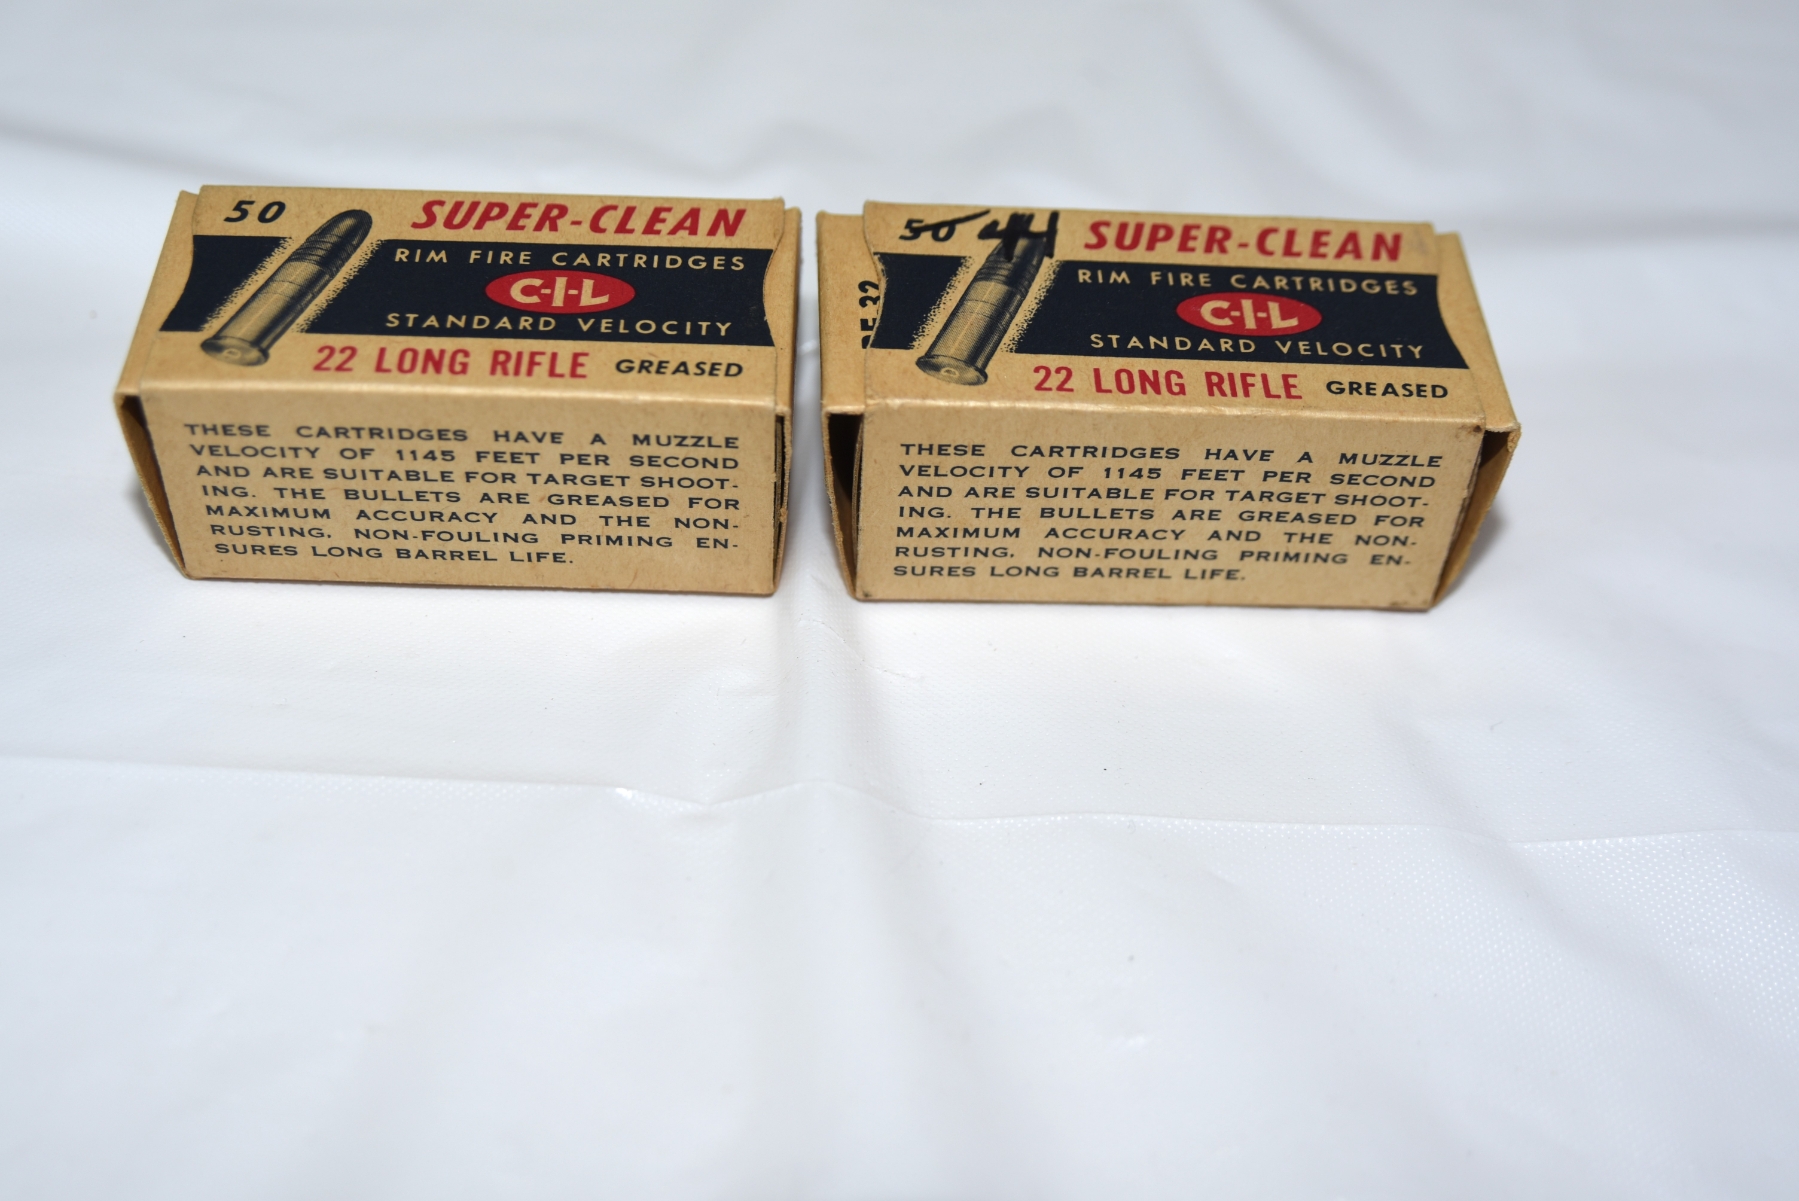 50
SUPER-CLEAN
RIM FIRE CARTRIDGES
C-I-L
STANDARD VELOCITY
22 LONG RIFLE GREASED
THESE CARTRIDGES HAVE A MUZZLE
VELOCITY OF 1145 FEET PER SECOND
AND ARE SUITABLE FOR TARGET SHOOT-
ING. THE BULLETS ARE GREASED FOR
MAXIMUM ACCURACY AND THE NON-
RUSTING, NON-FOULING PRIMING EN-
SURES LONG BARREL LIFE.
50 44
SUPER-CLEAN
RIM FIRE CARTRIDGES
C-I-L
STANDARD VELOCITY
22 LONG RIFLE GREASED
THESE CARTRIDGES HAVE A MUZZLE
VELOCITY OF 1145 FEET PER SECOND
AND ARE SUITABLE FOR TARGET SHOOT-
ING. THE BULLETS ARE GREASED FOR
MAXIMUM ACCURACY AND THE NON-
RUSTING, NON-FOULING PRIMING EN-
SURES LONG BARREL LIFE.